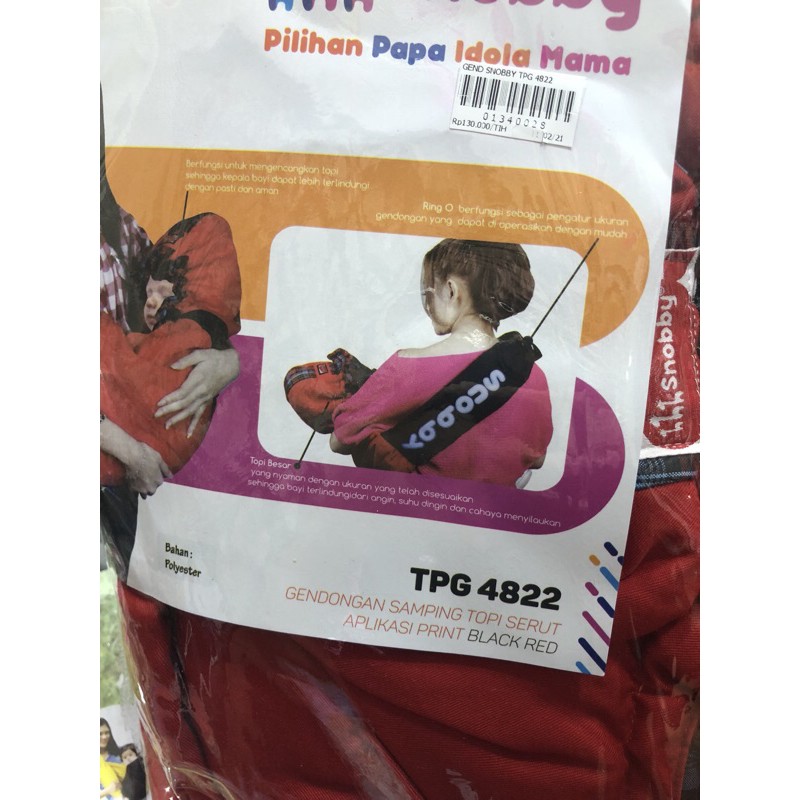 Pilihan Papa Idola Mama
GEND SNOBBY TPG 4822
01340028
Rp130.000/TIH
02/21
Berfungsi untuk mengencangkan topi
sehingga kepala bayi dapat lebih terlindungi
dengan pasti dan aman
Ring O berfungsi sebagai pengatur ukuran
gendongan yang dapat di operasikan dengan mudah
snobby
snobby
Topi Besar
yang nyaman dengan ukuran yang telah disesuaikan
sehingga bayi terlindungi dari angin, suhu dingin dan cahaya menyilaukan
Bahan :
Polyester
TPG 4822
GENDONGAN SAMPING TOPI SERUT
APLIKASI PRINT BLACK RED